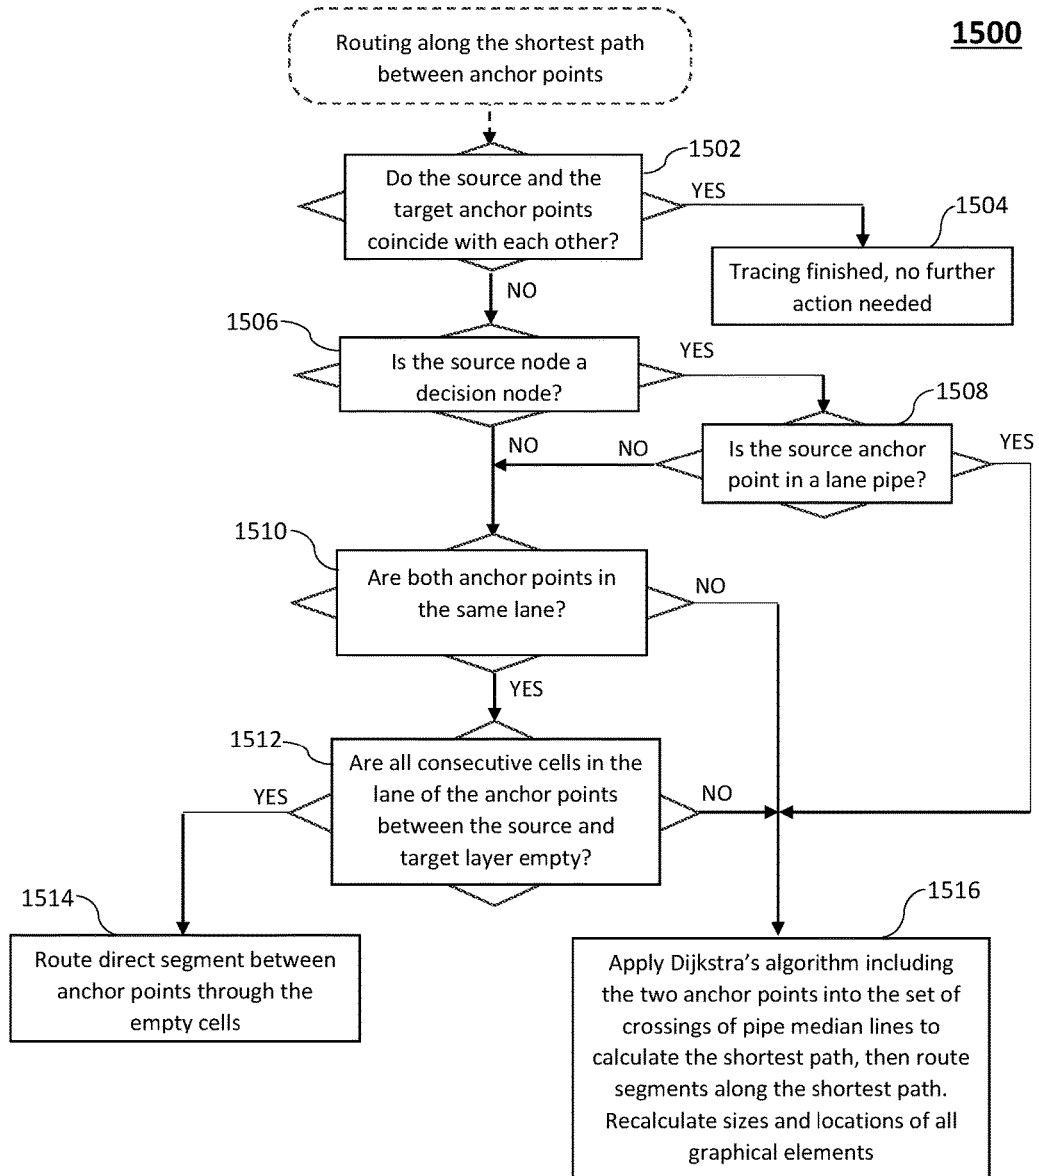 1500
Routing along the shortest path
between anchor points
1502
Do the source and the
target anchor points
coincide with each other?
YES
1504
Tracing finished, no further
action needed
NO
1506
Is the source node a
decision node?
YES
1508
Is the source anchor
point in a lane pipe?
NO
NO
YES
1510
Are both anchor points in
the same lane?
NO
YES
1512
Are all consecutive cells in the
lane of the anchor points
between the source and
target layer empty?
YES
NO
1514
Route direct segment between
anchor points through the
empty cells
1516
Apply Dijkstra’s algorithm including
the two anchor points into the set of
crossings of pipe median lines to
calculate the shortest path, then route
segments along the shortest path.
Recalculate sizes and locations of all
graphical elements